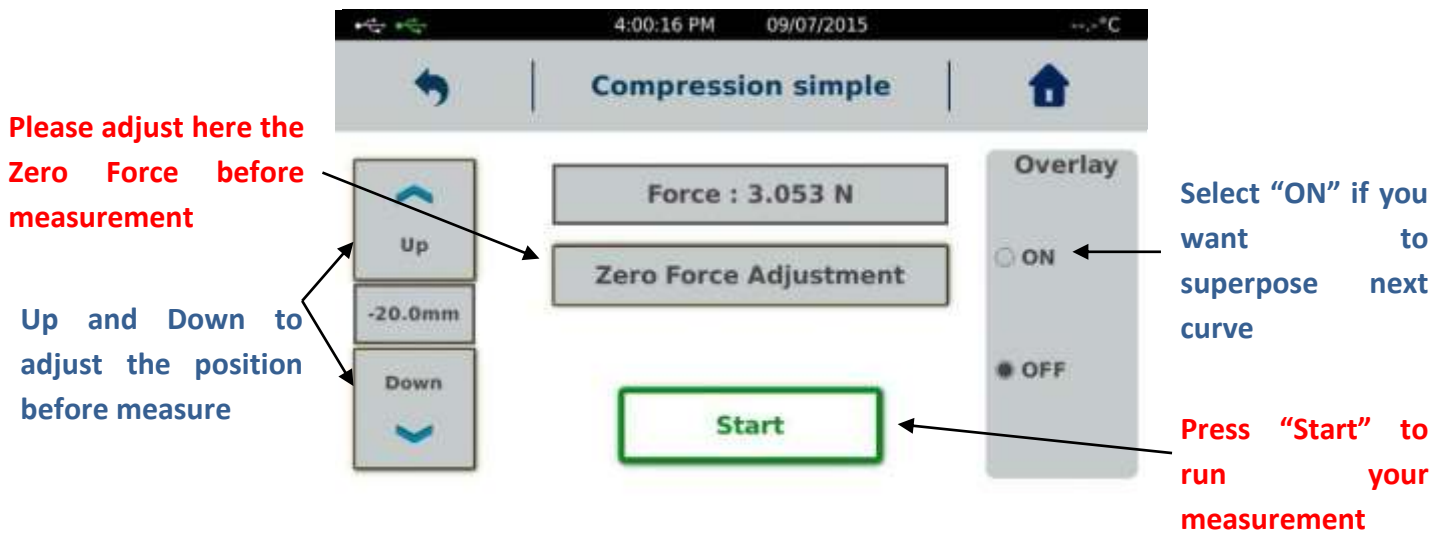 4:00:16 PM 09/07/2015 --.-°C
Compression simple
Please adjust here the
Zero Force before
measurement
Up and Down to
adjust the position
before measure
Up
-20.0mm
Down
Force : 3.053 N
Zero Force Adjustment
Start
Overlay
ON
OFF
Select “ON” if you
want to
superpose next
curve
Press “Start” to
run your
measurement